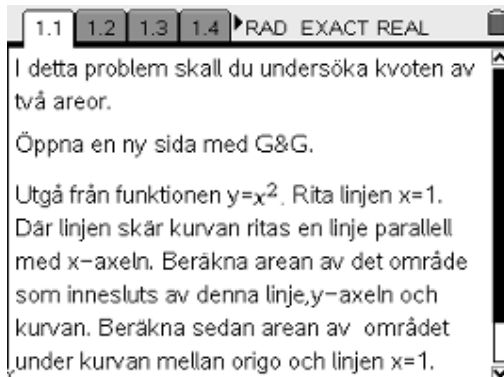 1.1 1.2 1.3 1.4 RAD EXACT REAL
I detta problem skall du undersöka kvoten av
två areor.
Öppna en ny sida med G&G.
Utgå från funktionen y=x². Rita linjen x=1.
Där linjen skär kurvan ritas en linje parallell
med x-axeln. Beräkna arean av det område
som innesluts av denna linje,y-axeln och
kurvan. Beräkna sedan arean av området
under kurvan mellan origo och linjen x=1.